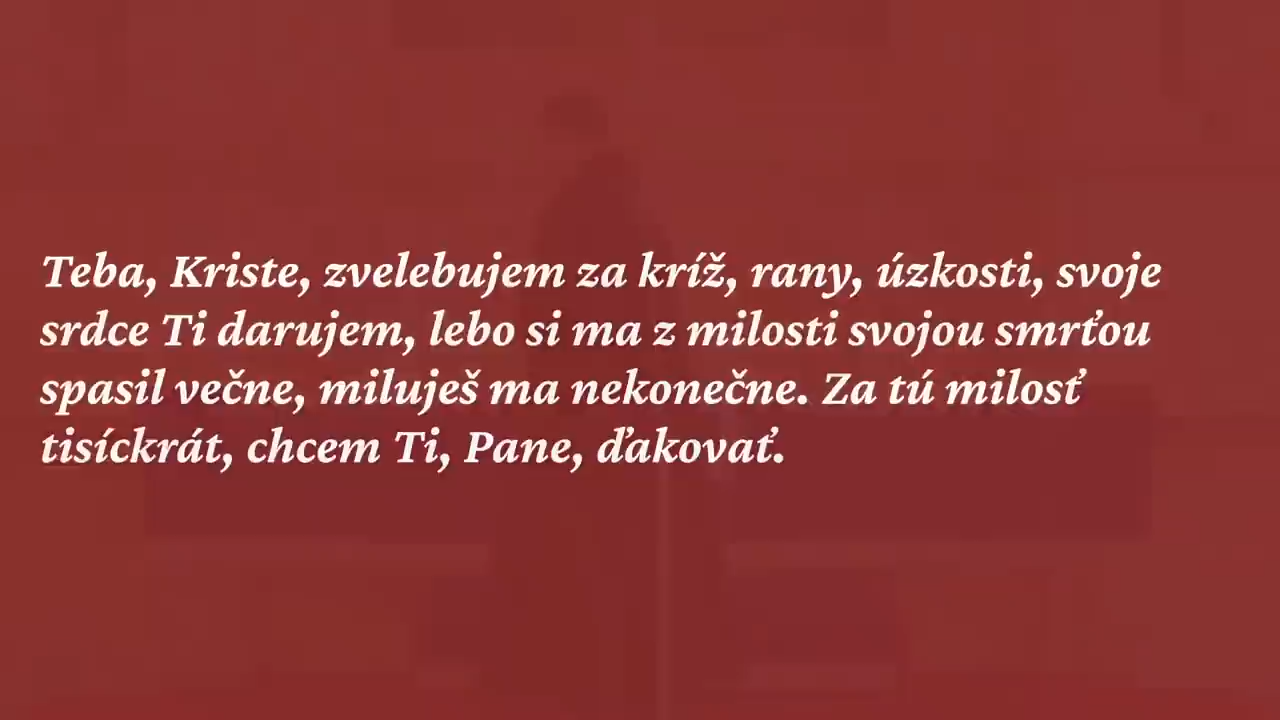 Teba, Kriste, zvelebujem za kríž, rany, úzkosti, svoje
srdce Ti darujem, lebo si ma z milosti svojou smrťou
spasil večne, miluješ ma nekonečne. Za tú milosť
tisíckrát, chcem Ti, Pane, ďakovať.